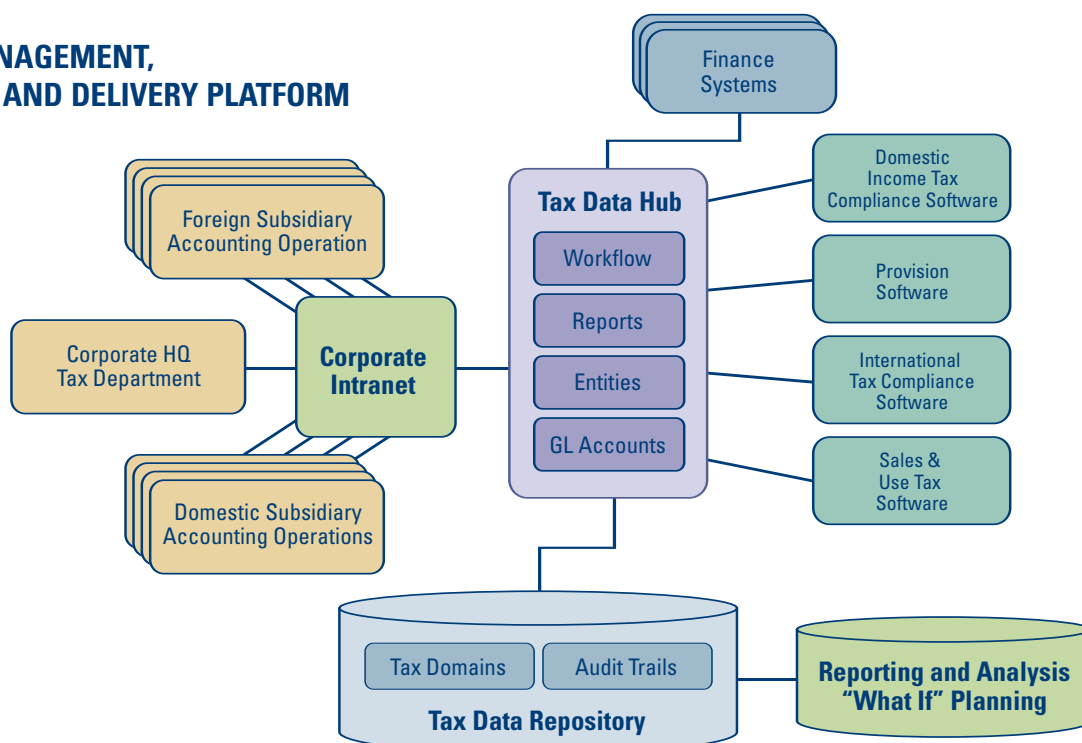 NAGEMENT,
AND DELIVERY PLATFORM
Finance
Systems
Foreign Subsidiary
Accounting Operation
Corporate HQ
Tax Department
Domestic Subsidiary
Accounting Operations
Corporate
Intranet
Tax Data Hub
Workflow
Reports
Entities
GL Accounts
Domestic
Income Tax
Compliance Software
Provision
Software
International
Tax Compliance
Software
Sales &
Use Tax
Software
Tax Domains
Audit Trails
Tax Data Repository
Reporting and Analysis
“What If” Planning